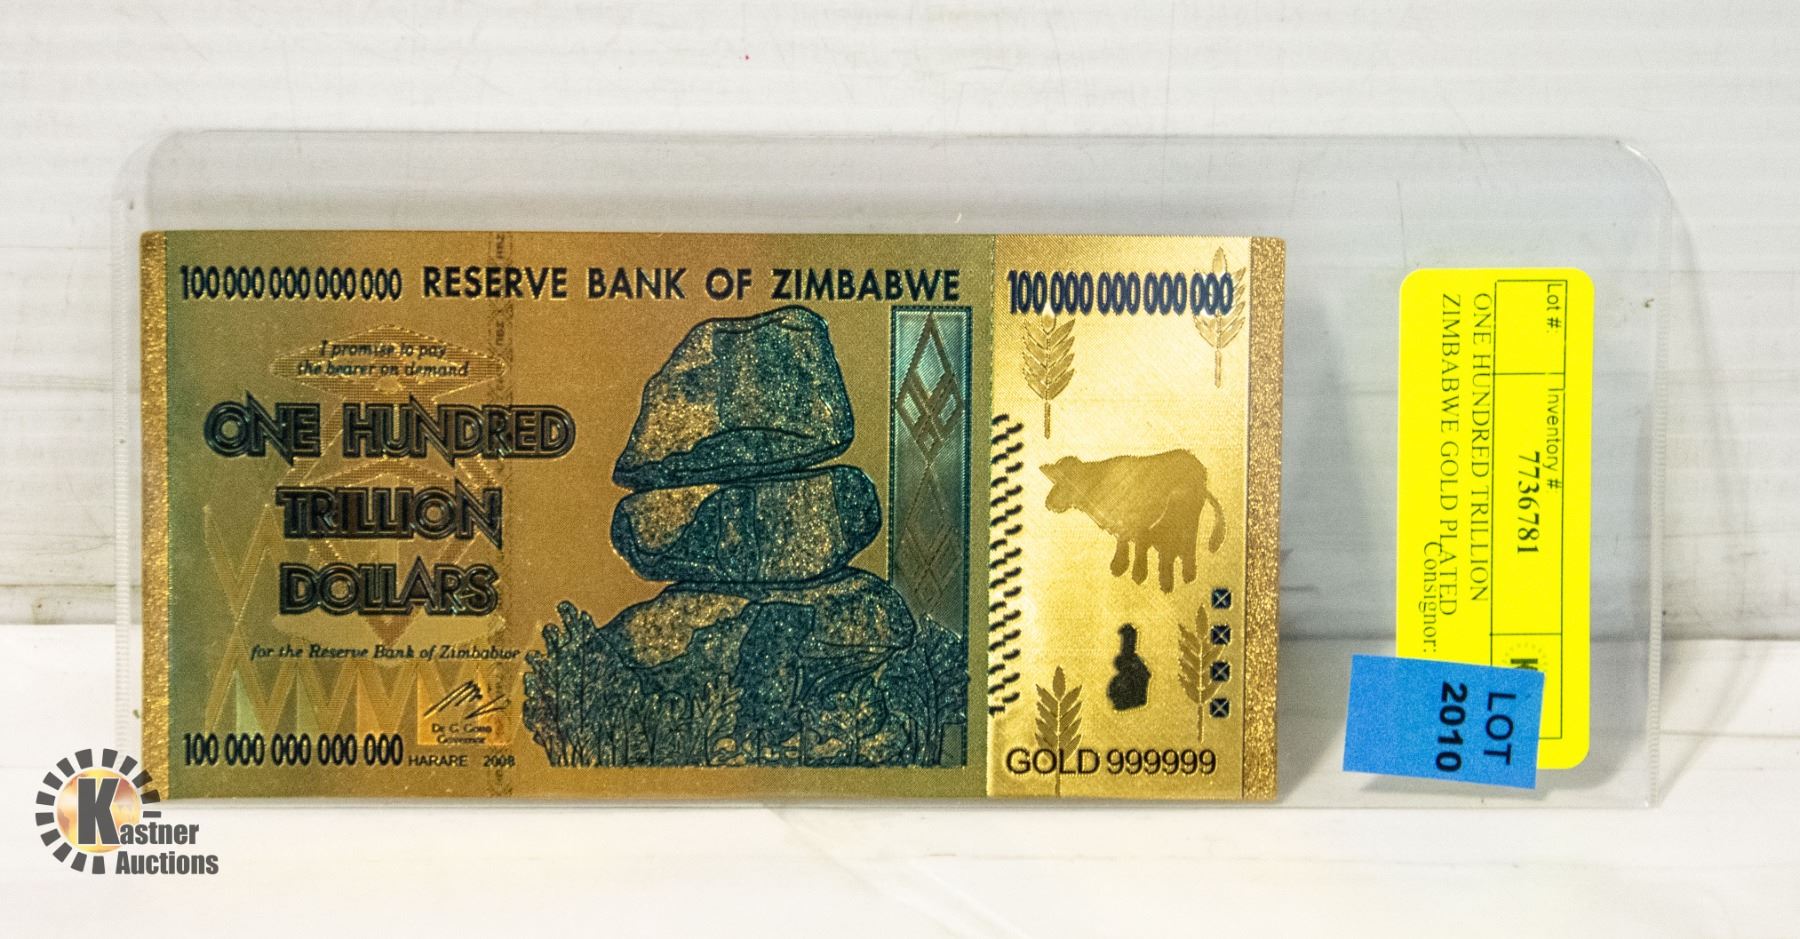 100 000 000 000 000 RESERVE BANK OF ZIMBABWE 100 000 000 000 000
I promise to pay
the bearer on demand
ONE HUNDRED
TRILLION
DOLLARS
for the Reserve Bank of Zimbabwe
Dr G. Gono
Governor
100 000 000 000 000 HARARE 2008
GOLD 999999
Lot #:
Inventory #:
7736781
ONE HUNDRED TRILLION
ZIMBABWE GOLD PLATED
Consignor:
LOT
2010
Kastner
Auctions